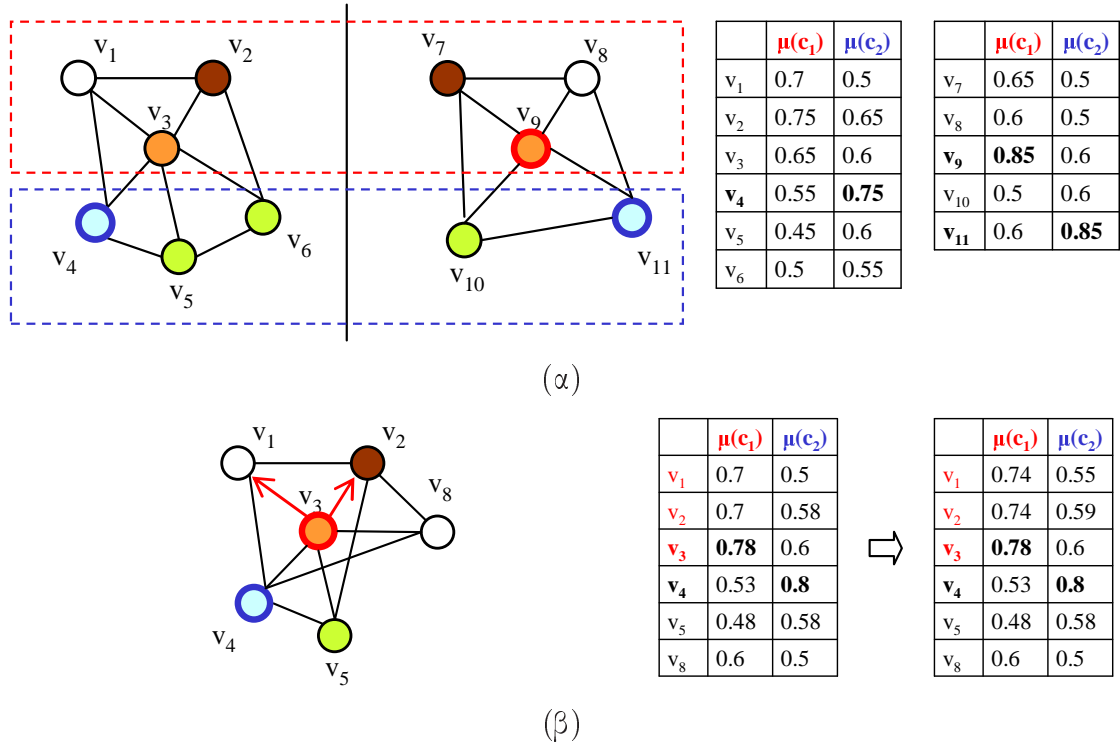 v1 v2 v3 v4 v5 v6
v7 v8 v9 v10 v11
μ(c1) μ(c2)
v1 0.7 0.5
v2 0.75 0.65
v3 0.65 0.6
v4 0.55 0.75
v5 0.45 0.6
v6 0.5 0.55
μ(c1) μ(c2)
v7 0.65 0.5
v8 0.6 0.5
v9 0.85 0.6
v10 0.5 0.6
v11 0.6 0.85
(α)
v1 v2 v8 v3 v4 v5
μ(c1) μ(c2)
v1 0.7 0.5
v2 0.7 0.58
v3 0.78 0.6
v4 0.53 0.8
v5 0.48 0.58
v8 0.6 0.5
μ(c1) μ(c2)
v1 0.74 0.55
v2 0.74 0.59
v3 0.78 0.6
v4 0.53 0.8
v5 0.48 0.58
v8 0.6 0.5
(β)